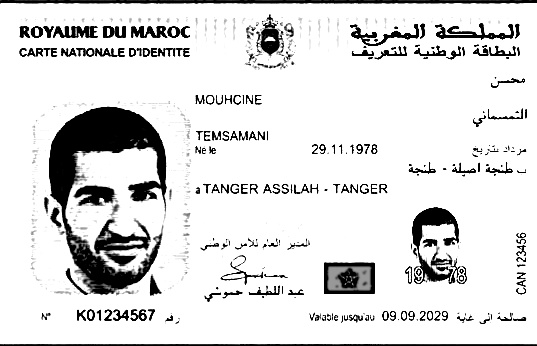 ROYAUME DU MAROC
المملكة المغربية
CARTE NATIONALE D'IDENTITE
البطاقة الوطنية للتعريف
محسن
MOUHCINE
التمسماني
TEMSAMANI
Ne le 29.11.1978 مرداد بتاريخ
ب طنجة اصيلة - طنجة
a TANGER ASSILAH - TANGER
المدير العام للأمن الوطني
عبد اللطيف حموشي
1978
CAN 123456
N° K01234567 رقم
Valable jusqu'au 09.09.2029 صالحة الى غاية